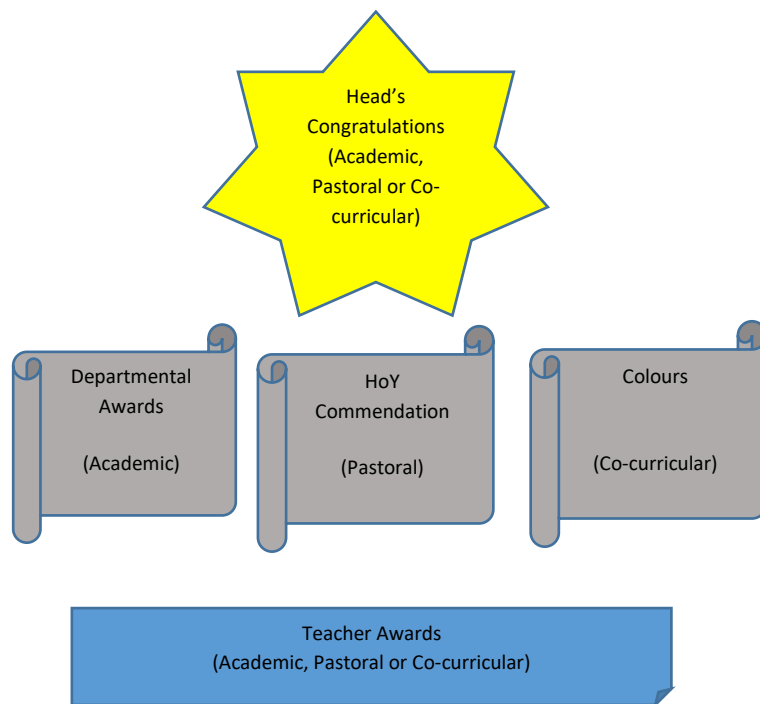 Head’s
Congratulations
(Academic,
Pastoral or Co-
curricular)
Departmental
Awards
(Academic)
HoY
Commendation
(Pastoral)
Colours
(Co-curricular)
Teacher Awards
(Academic, Pastoral or Co-curricular)